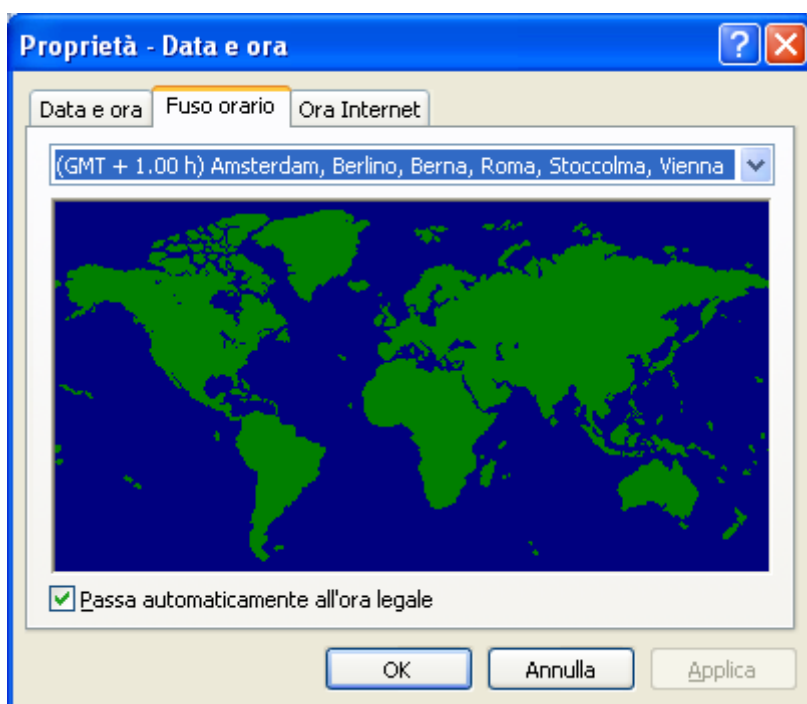 Proprietà - Data e ora
Data e ora
Fuso orario
Ora Internet
(GMT + 1.00 h) Amsterdam, Berlino, Berna, Roma, Stoccolma, Vienna
Passa automaticamente all'ora legale
OK
Annulla
Applica